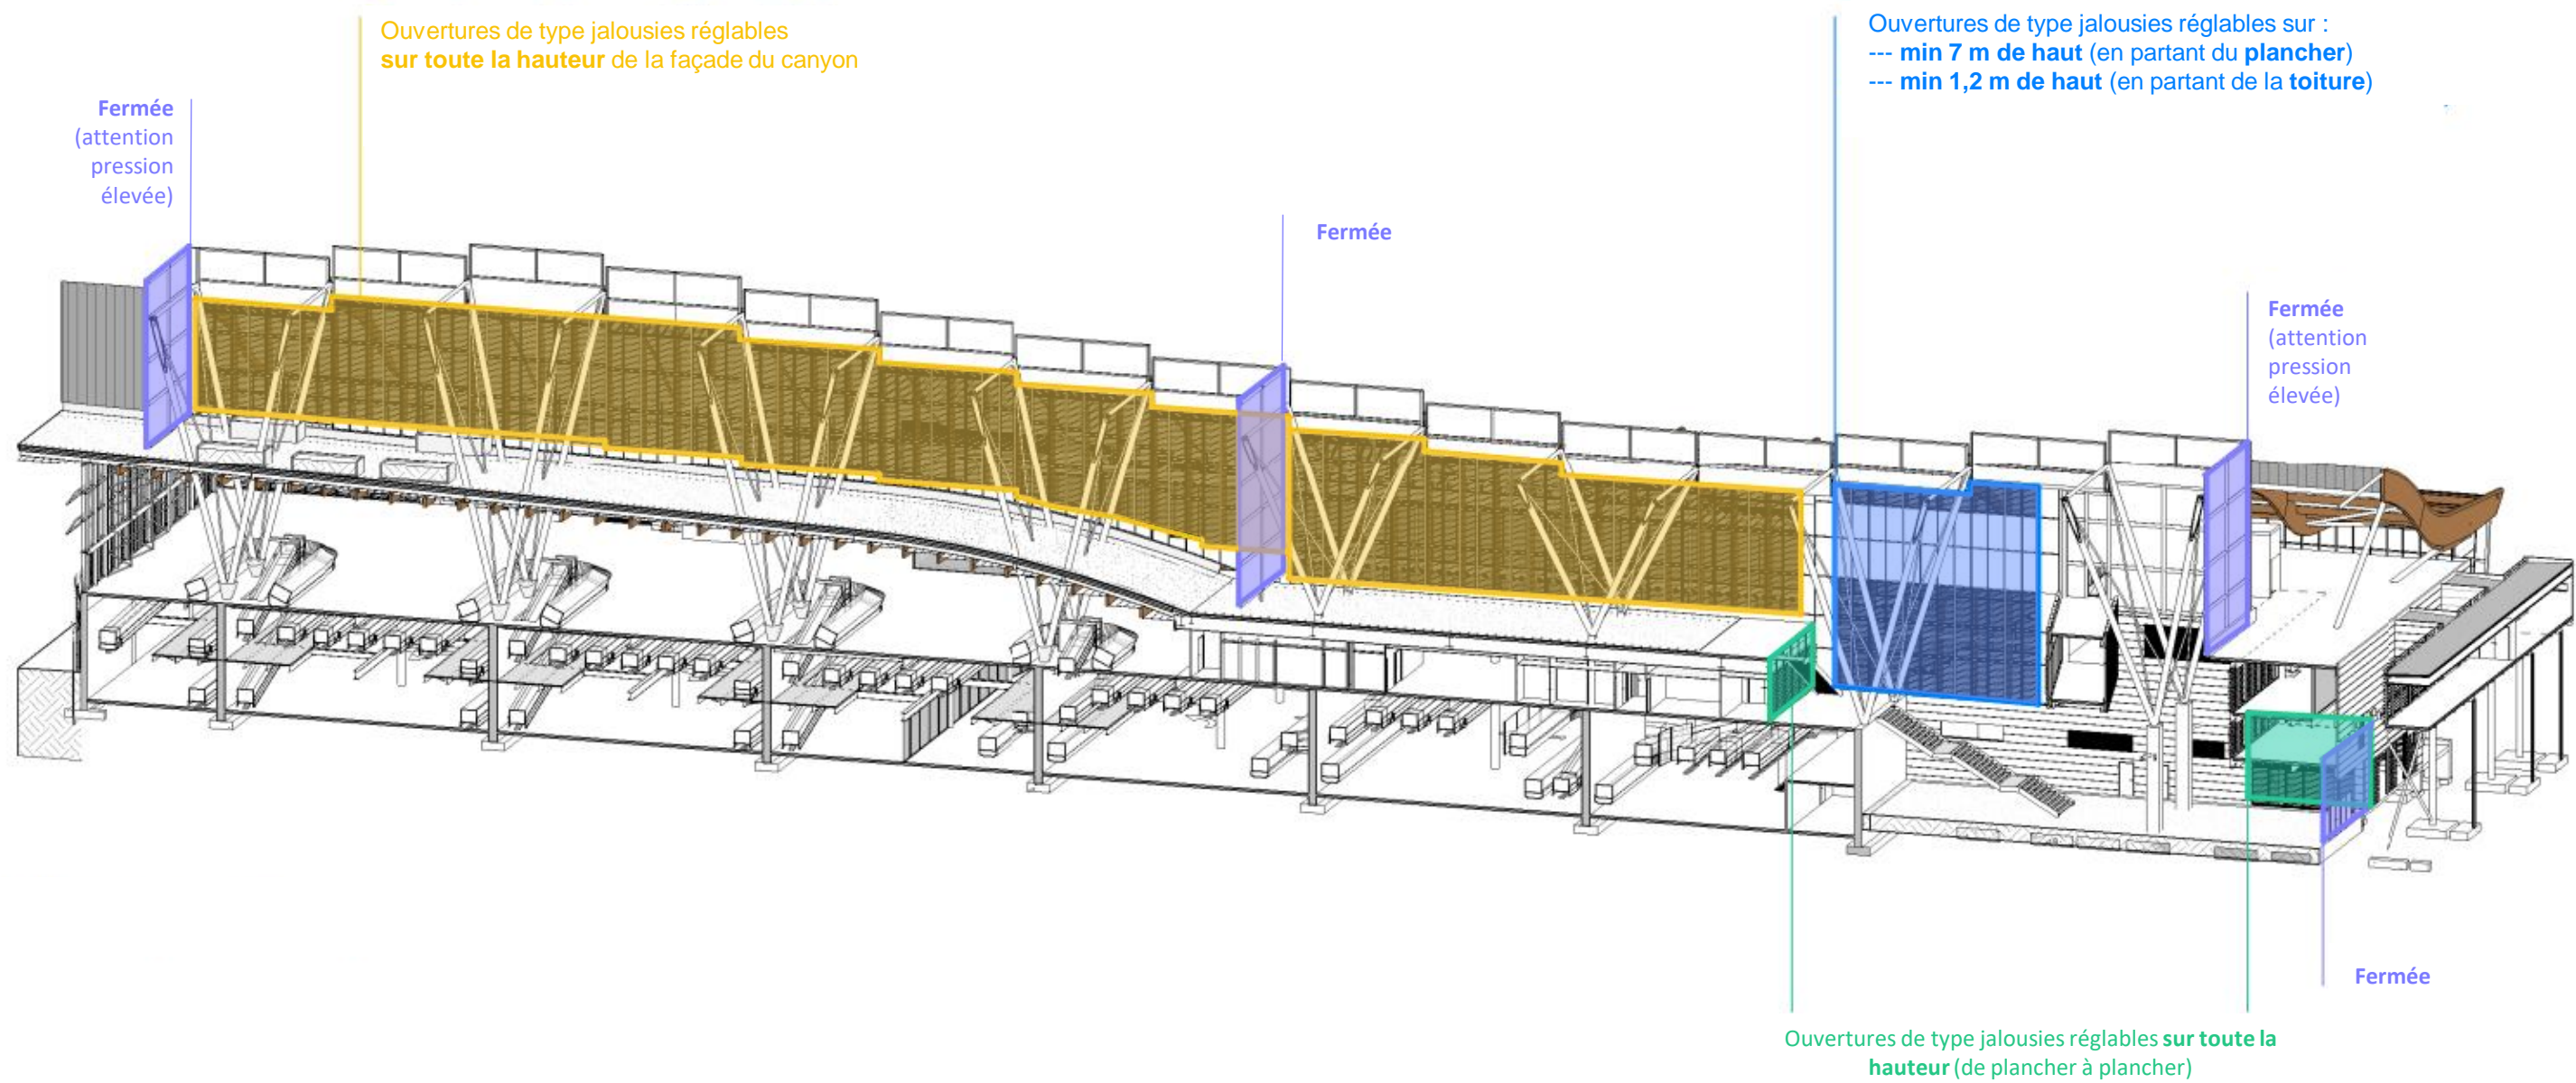 Ouvertures de type jalousies réglables
sur toute la hauteur de la façade du canyon
Ouvertures de type jalousies réglables sur :
--- min 7 m de haut (en partant du plancher)
--- min 1,2 m de haut (en partant de la toiture)
Fermée
(attention
pression
élevée)
Fermée
Fermée
(attention
pression
élevée)
Fermée
Ouvertures de type jalousies réglables sur toute la
hauteur (de plancher à plancher)